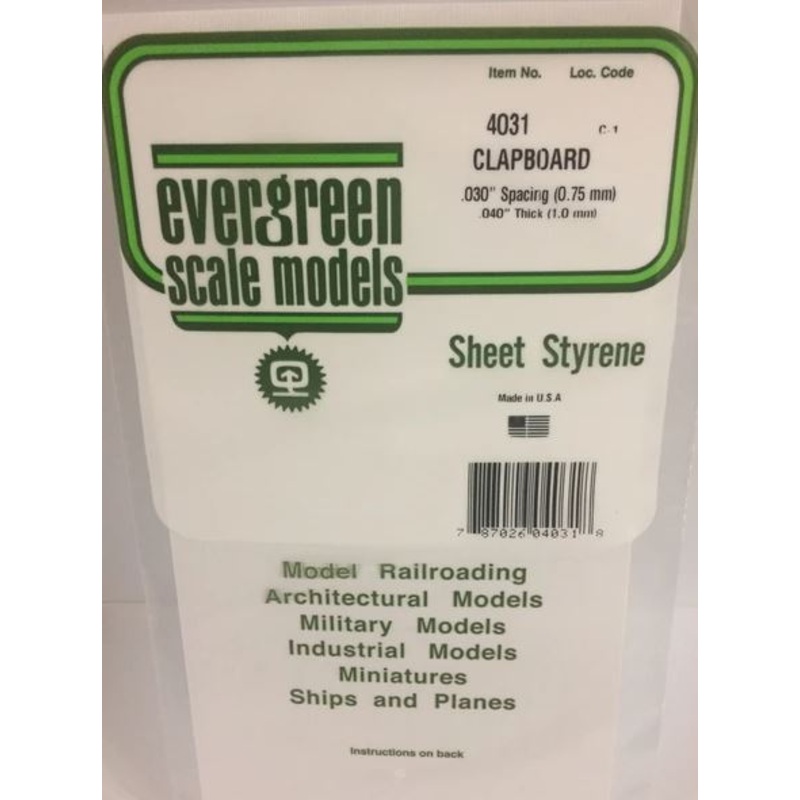 Item No. Loc. Code
4031 C-1
CLAPBOARD
.030" Spacing (0.75 mm)
.040" Thick (1.0 mm)
evergreen
scale models
Sheet Styrene
Made in U.S.A
7 87026 04031 8
Model Railroading
Architectural Models
Military Models
Industrial Models
Miniatures
Ships and Planes
Instructions on back